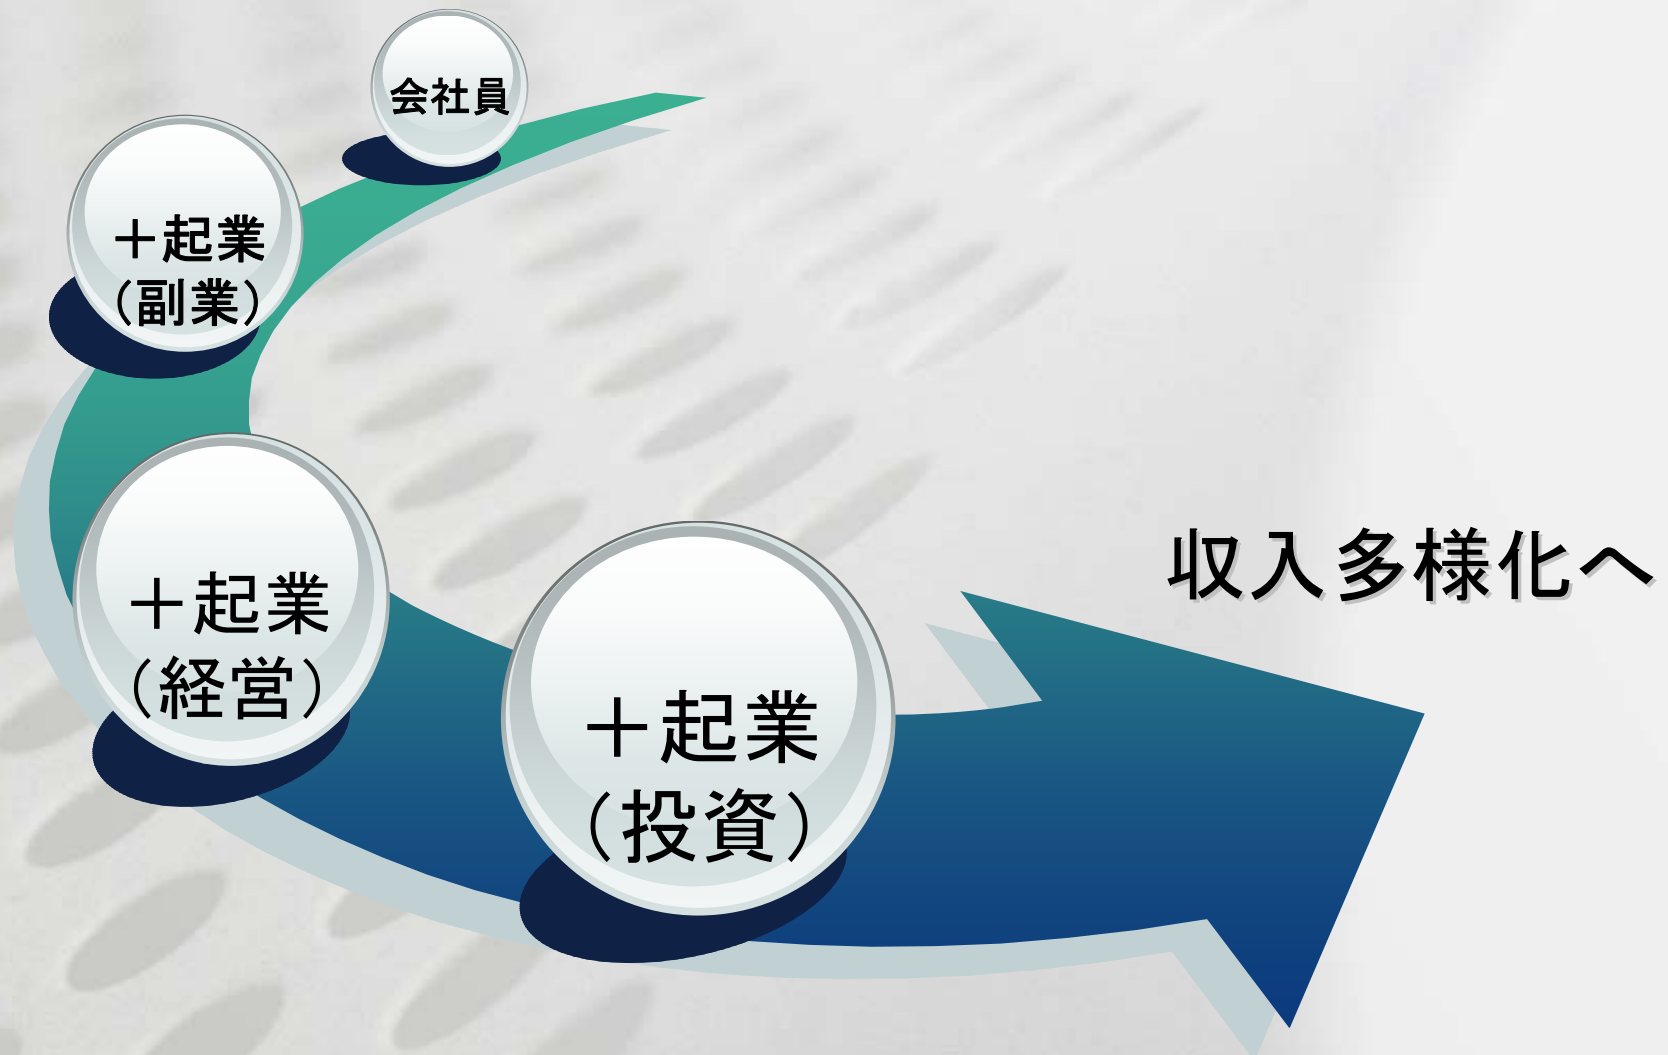 会社員
＋起業
（副業）
＋起業
（経営）
＋起業
（投資）
収入多様化へ